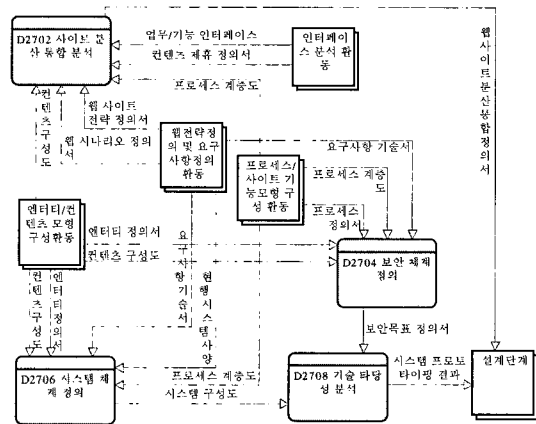 D2702 사이트 분
산 통합 분석
업무/기능 인터페이스
컨텐츠 제휴 정의서
프로세스 계층도
인터페이
스 분석 활
동
웹사이트분산통합정의서
컨텐츠구성도
웹 사이트
전략 정의서
웹 시나리오 정의
서
웹전략정
의 및 요구
사항정의
활동
요구사항 기술서
프로세스 계층
도
프로세스
정의서
프로세스/
사이트 기
능모형 구
성 활동
엔터티/컨
텐츠 모형
구성활동
엔터티 정의서
컨텐츠 구성도
요구사항기술서
현행시스템사양
D2704 보안 체계
정의
컨텐츠구성도
엔터티정의서
보안목표 정의서
D2706 시스템 체
계 정의
프로세스 계층도
시스템 구성도
D2708 기술 타당
성 분석
시스템 프로토
타이핑 결과
설계단계